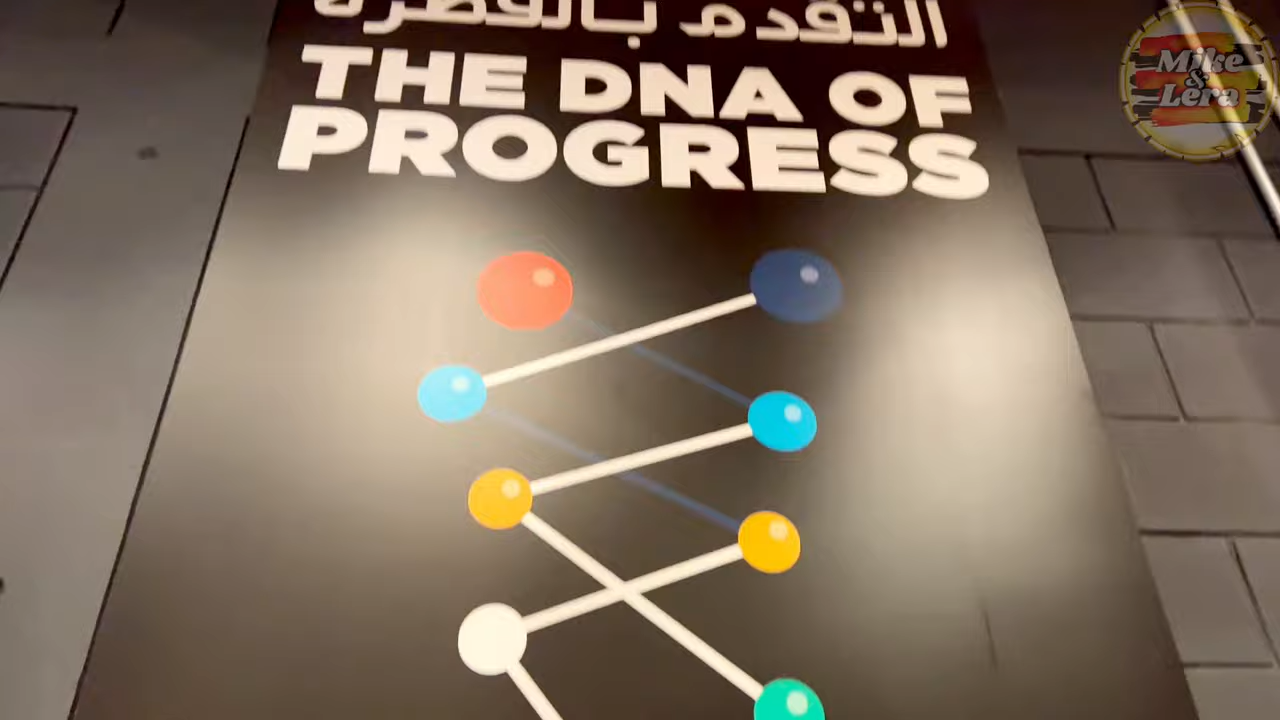 التقدم بالفطرة
THE DNA OF
PROGRESS
Mike
&
Lera